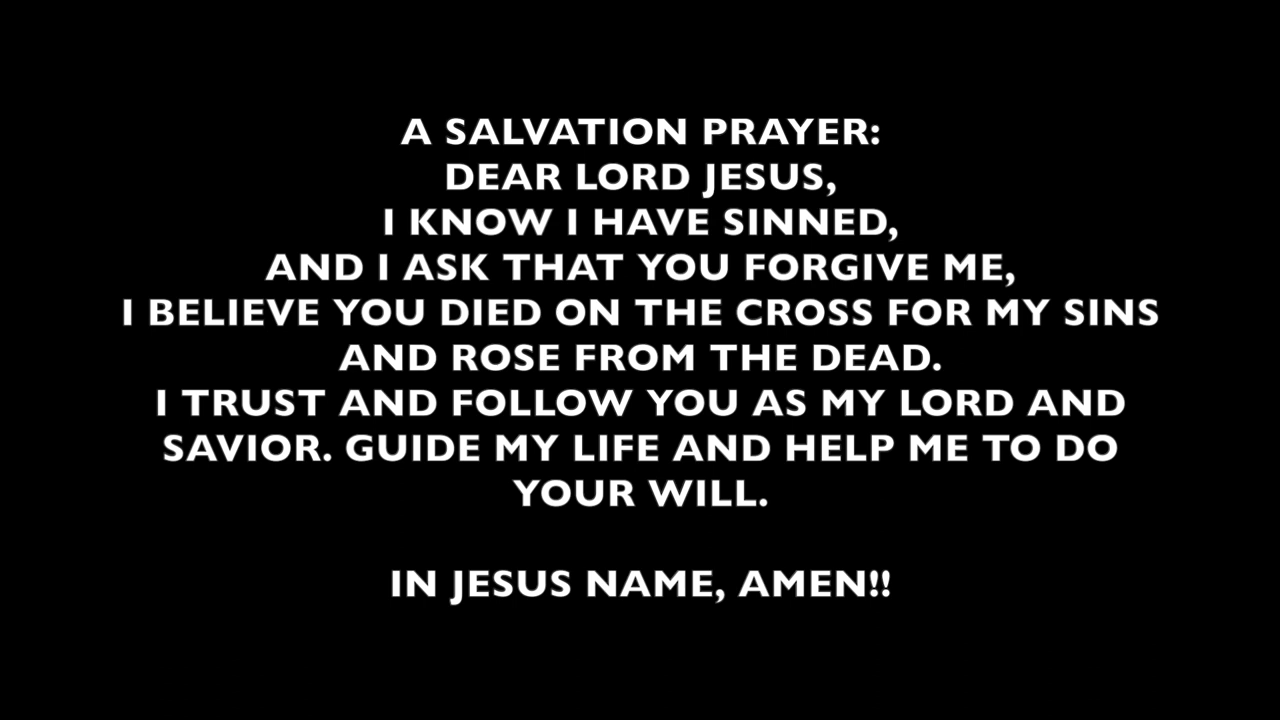 A SALVATION PRAYER:
DEAR LORD JESUS,
I KNOW I HAVE SINNED,
AND I ASK THAT YOU FORGIVE ME,
I BELIEVE YOU DIED ON THE CROSS FOR MY SINS
AND ROSE FROM THE DEAD.
I TRUST AND FOLLOW YOU AS MY LORD AND
SAVIOR. GUIDE MY LIFE AND HELP ME TO DO
YOUR WILL.
IN JESUS NAME, AMEN!!